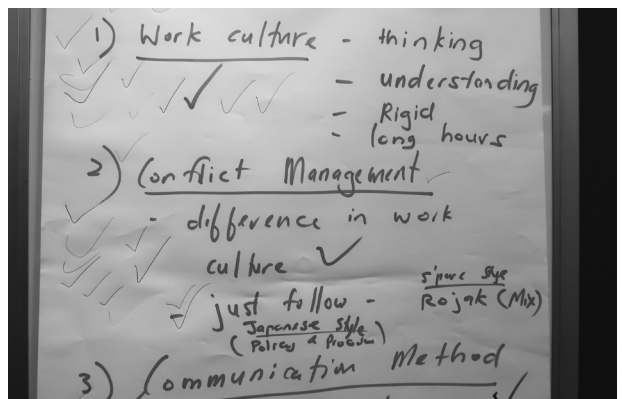 1) Work culture - thinking
- understanding
- Rigid
- long hours
2) Conflict Management
- difference in work
culture
- just follow -
S'pore style
Rojak (Mix)
(Japanese style
Policy &
3) Communication Method